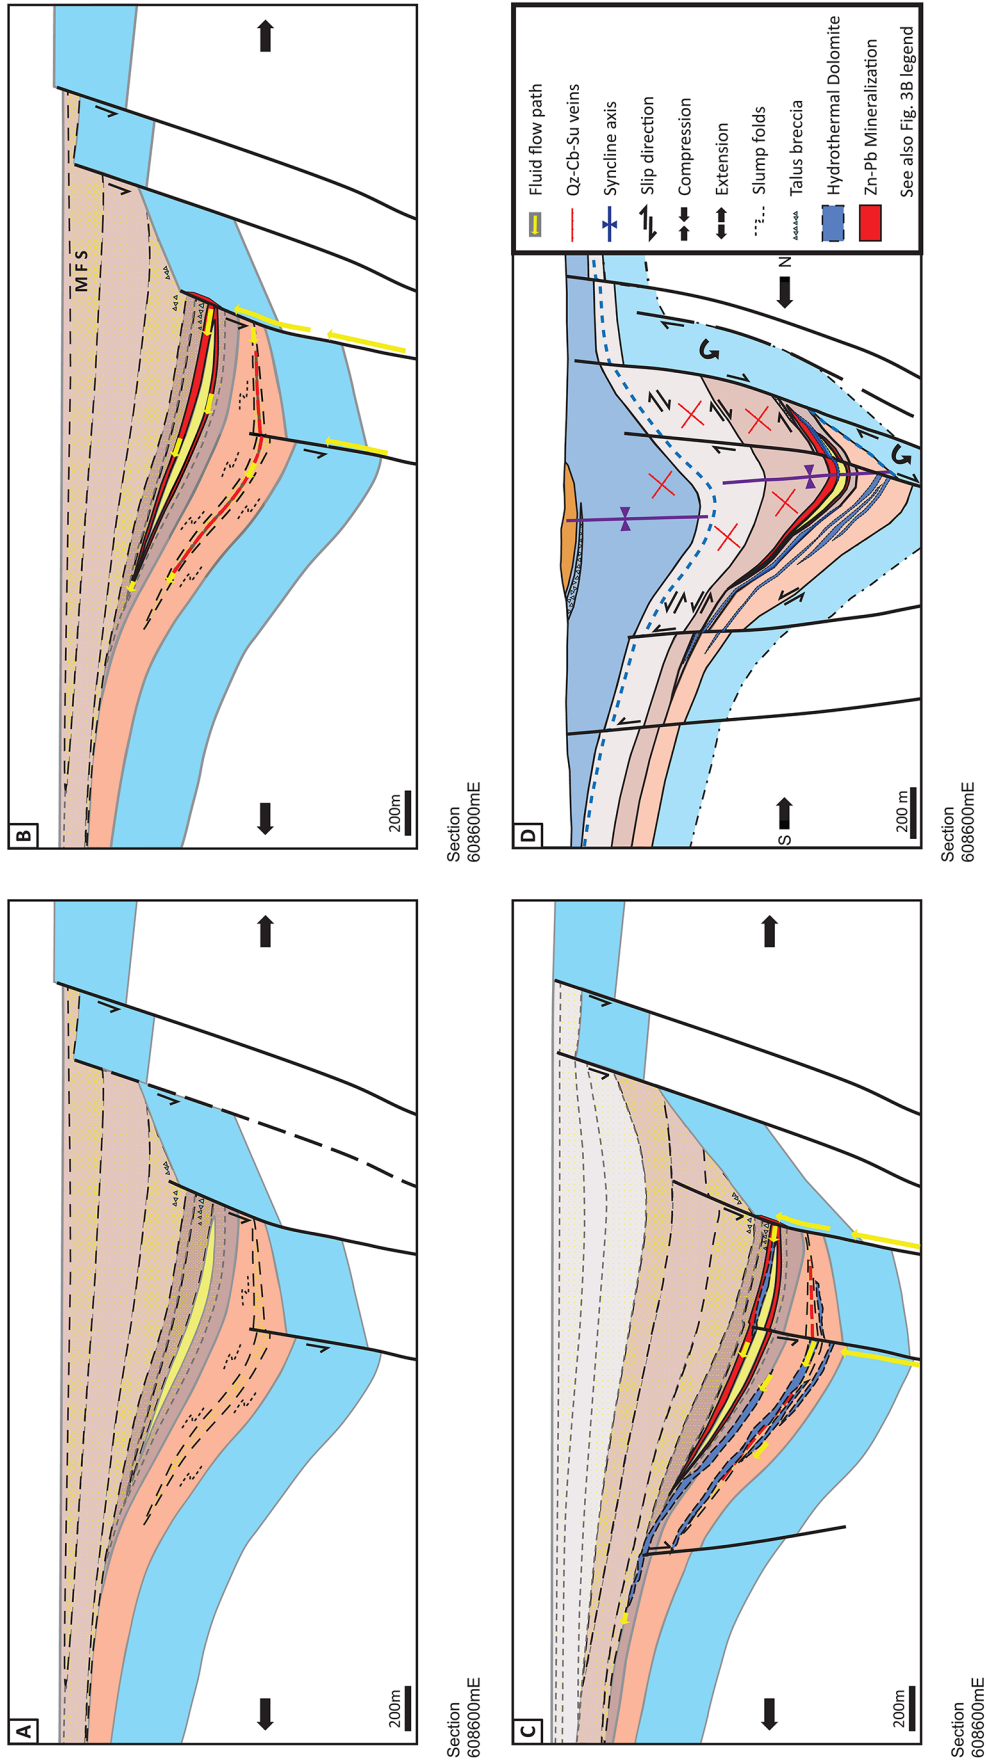 A
200m
Section
608600mE
B
MFS
200m
Section
608600mE
C
200m
Section
608600mE
D
S
N
200 m
Section
608600mE
Fluid flow path
Qz-Cb-Su veins
Syncline axis
Slip direction
Compression
Extension
Slump folds
Talus breccia
Hydrothermal Dolomite
Zn-Pb Mineralization
See also Fig. 3B legend